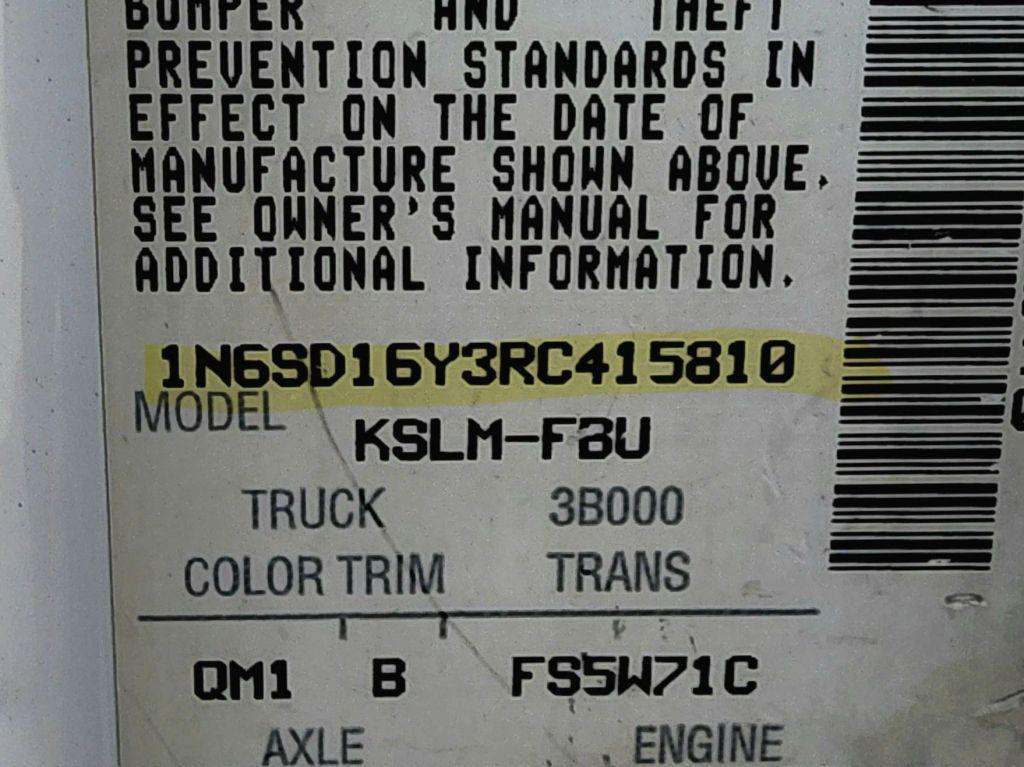 BUMPER AND THEFT
PREVENTION STANDARDS IN
EFFECT ON THE DATE OF
MANUFACTURE SHOWN ABOVE.
SEE OWNER'S MANUAL FOR
ADDITIONAL INFORMATION.
1N6SD16Y3RC415810
MODEL
KSLM-FBU
TRUCK 3B000
COLOR TRIM TRANS
QM1 B FS5W71C
AXLE ENGINE